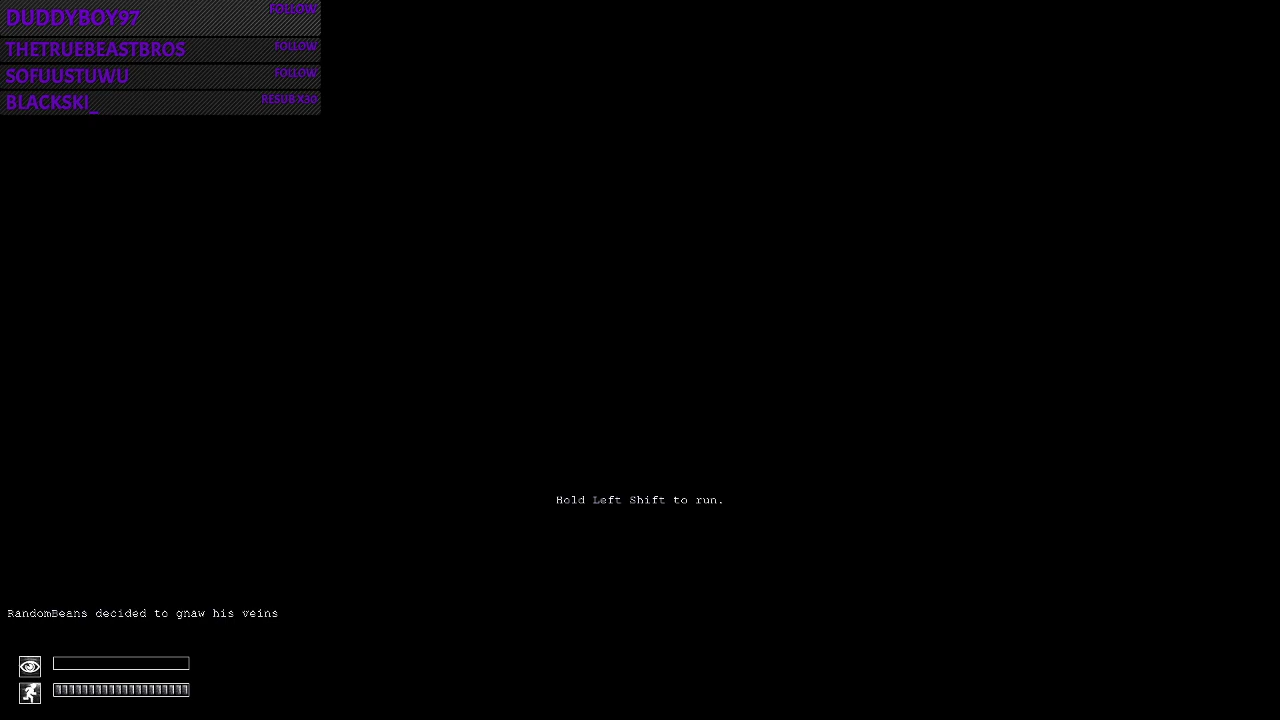 DUDDYBOY97 FOLLOW
THETRUEBEASTBROS FOLLOW
SOFUUSTUWU FOLLOW
BLACKSKI_ RESUB X30
Hold Left Shift to run.
RandomBeans decided to gnaw his veins